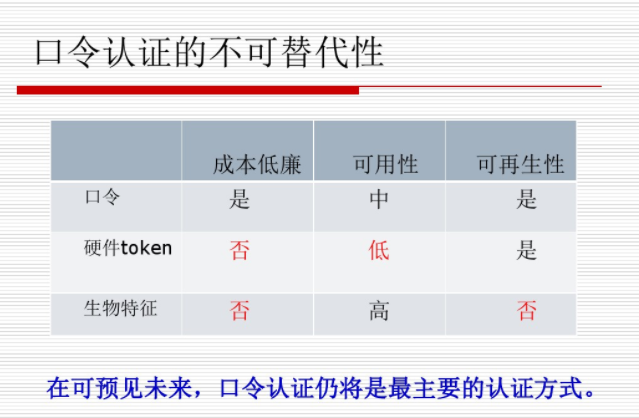 口令认证的不可替代性
成本低廉 可用性 可再生性
口令 是 中 是
硬件token 否 低 是
生物特征 否 高 否
在可预见未来，口令认证仍将是最主要的认证方式。